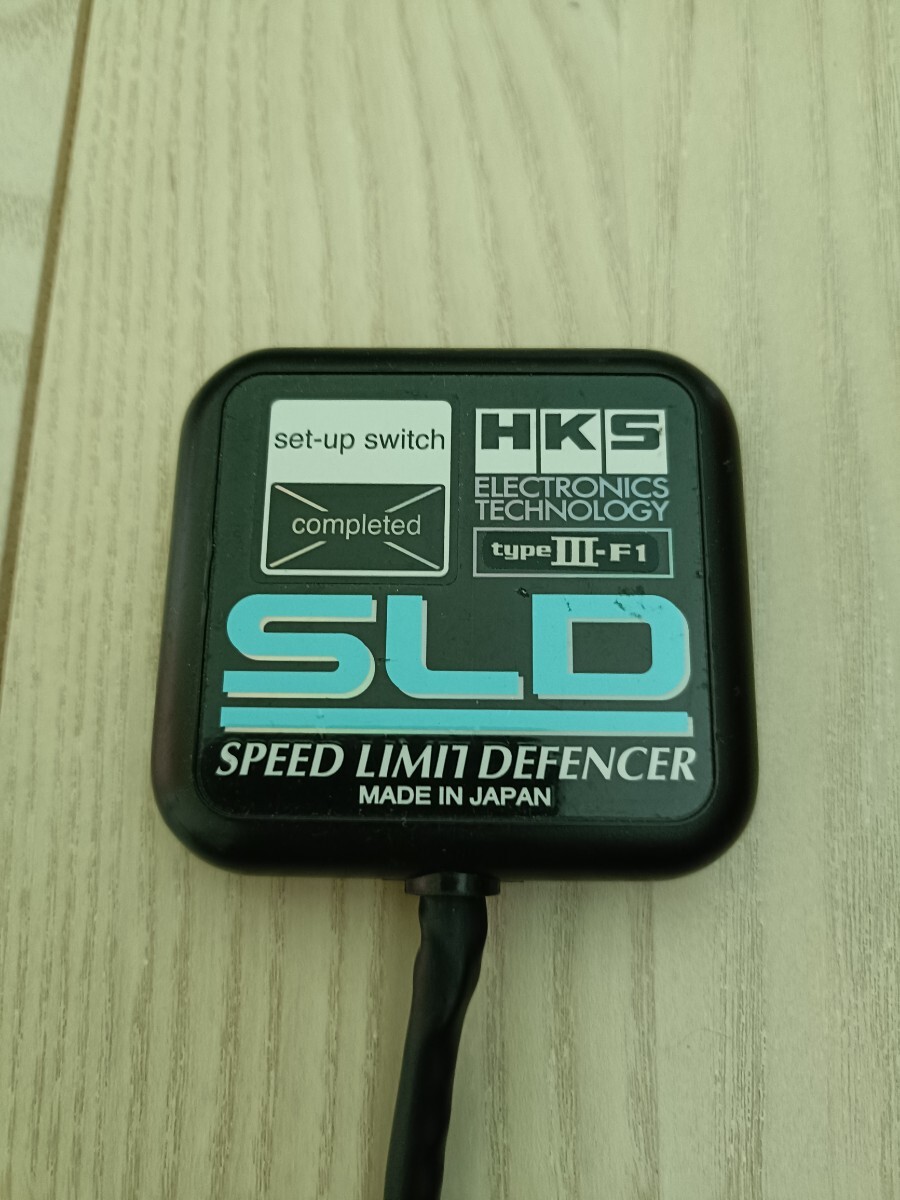 set-up switch
completed
HKS
ELECTRONICS
TECHNOLOGY
type III-F1
SLD
SPEED LIMIT DEFENCER
MADE IN JAPAN